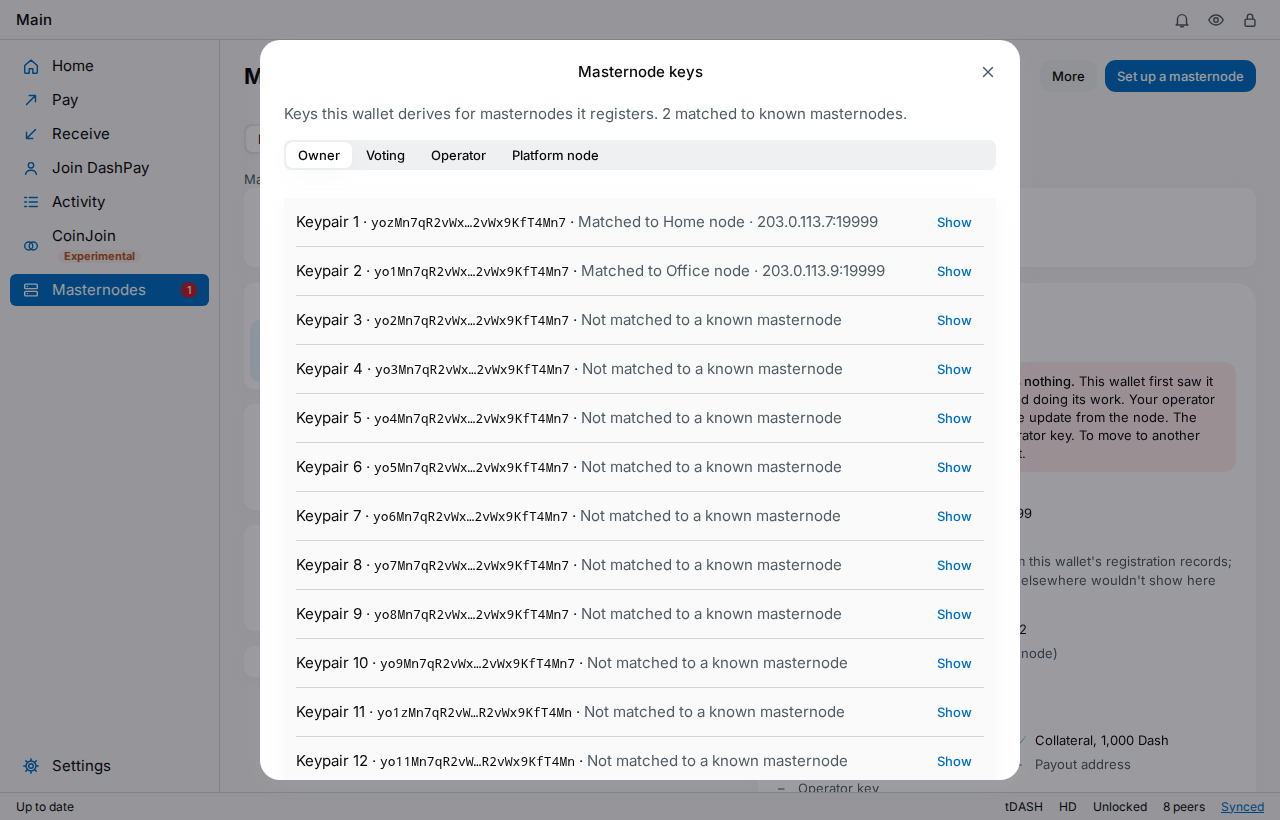 Main
Home
Pay
Receive
Join DashPay
Activity
CoinJoin
Experimental
Masternodes
1
Settings
More
Set up a masternode
Masternode keys
Keys this wallet derives for masternodes it registers. 2 matched to known masternodes.
Owner
Voting
Operator
Platform node
Keypair 1 · yozMn7qR2vWx…2vWx9KfT4Mn7 · Matched to Home node · 203.0.113.7:19999
Show
Keypair 2 · yo1Mn7qR2vWx…2vWx9KfT4Mn7 · Matched to Office node · 203.0.113.9:19999
Show
Keypair 3 · yo2Mn7qR2vWx…2vWx9KfT4Mn7 · Not matched to a known masternode
Show
Keypair 4 · yo3Mn7qR2vWx…2vWx9KfT4Mn7 · Not matched to a known masternode
Show
Keypair 5 · yo4Mn7qR2vWx…2vWx9KfT4Mn7 · Not matched to a known masternode
Show
Keypair 6 · yo5Mn7qR2vWx…2vWx9KfT4Mn7 · Not matched to a known masternode
Show
Keypair 7 · yo6Mn7qR2vWx…2vWx9KfT4Mn7 · Not matched to a known masternode
Show
Keypair 8 · yo7Mn7qR2vWx…2vWx9KfT4Mn7 · Not matched to a known masternode
Show
Keypair 9 · yo8Mn7qR2vWx…2vWx9KfT4Mn7 · Not matched to a known masternode
Show
Keypair 10 · yo9Mn7qR2vWx…2vWx9KfT4Mn7 · Not matched to a known masternode
Show
Keypair 11 · yo1zMn7qR2vW…R2vWx9KfT4Mn · Not matched to a known masternode
Show
Keypair 12 · yo11Mn7qR2vW…R2vWx9KfT4Mn · Not matched to a known masternode
Show
nothing. This wallet first saw it
doing its work. Your operator
update from the node. The
key. To move to another
this wallet's registration records;
elsewhere wouldn't show here
node)
Collateral, 1,000 Dash
Payout address
Operator key
Up to date
tDASH
HD
Unlocked
8 peers
Synced